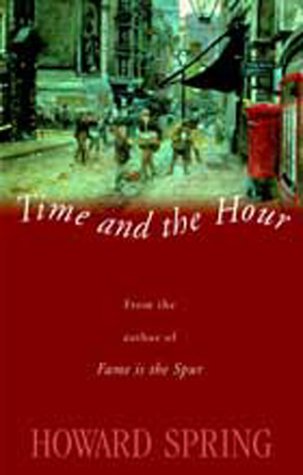 Time and the Hour
From the
author of
Fame is the Spur
HOWARD SPRING